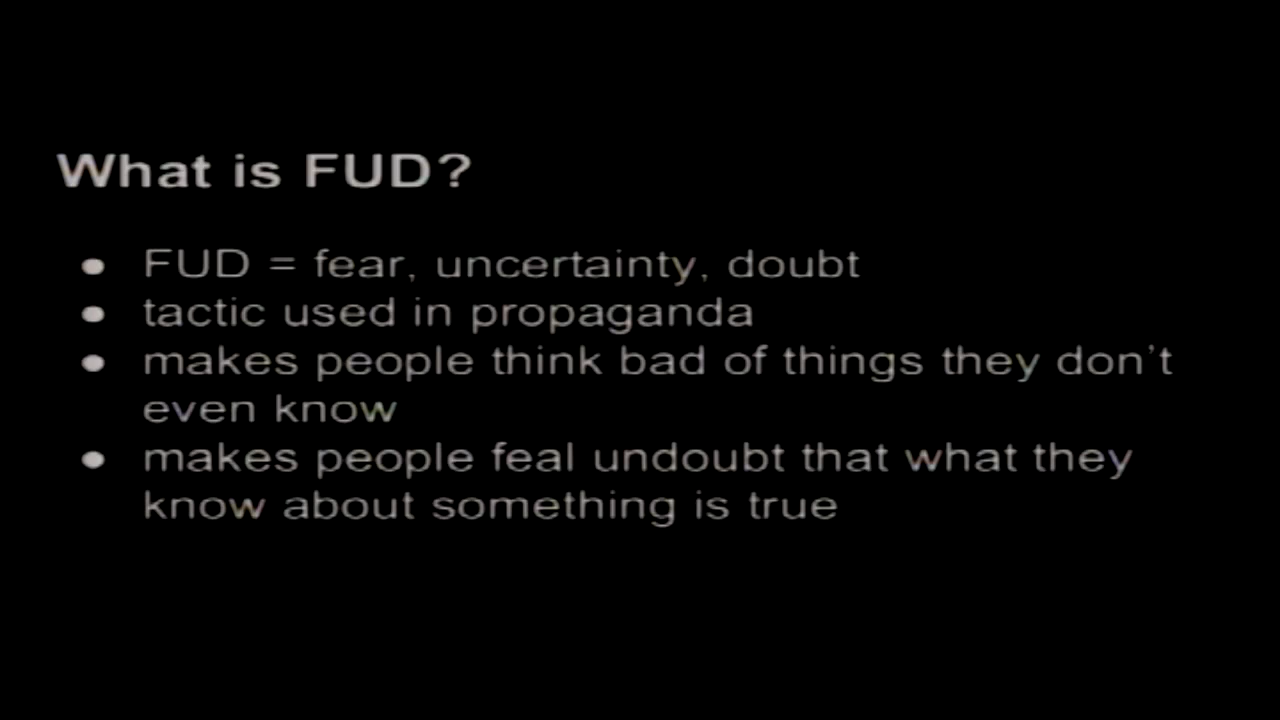 What is FUD?
● FUD = fear, uncertainty, doubt
● tactic used in propaganda
● makes people think bad of things they don't
even know
● makes people feal undoubt that what they
know about something is true